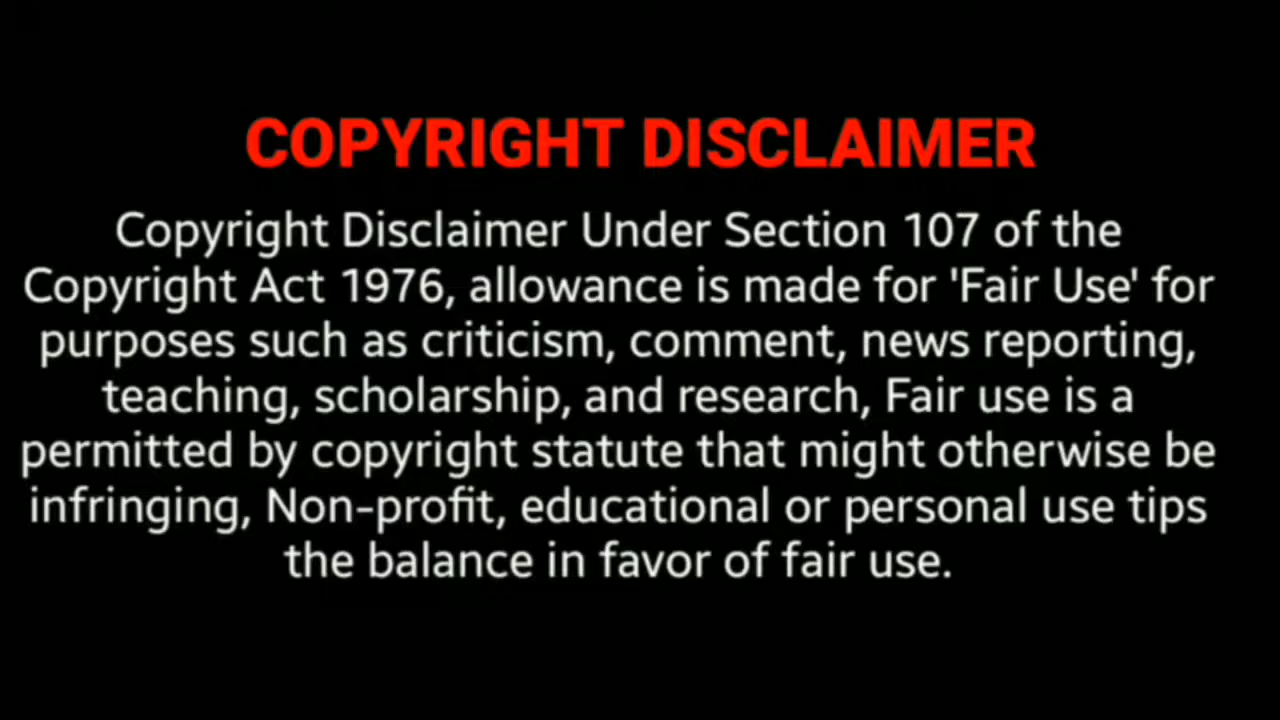 COPYRIGHT DISCLAIMER
Copyright Disclaimer Under Section 107 of the
Copyright Act 1976, allowance is made for 'Fair Use' for
purposes such as criticism, comment, news reporting,
teaching, scholarship, and research, Fair use is a
permitted by copyright statute that might otherwise be
infringing, Non-profit, educational or personal use tips
the balance in favor of fair use.